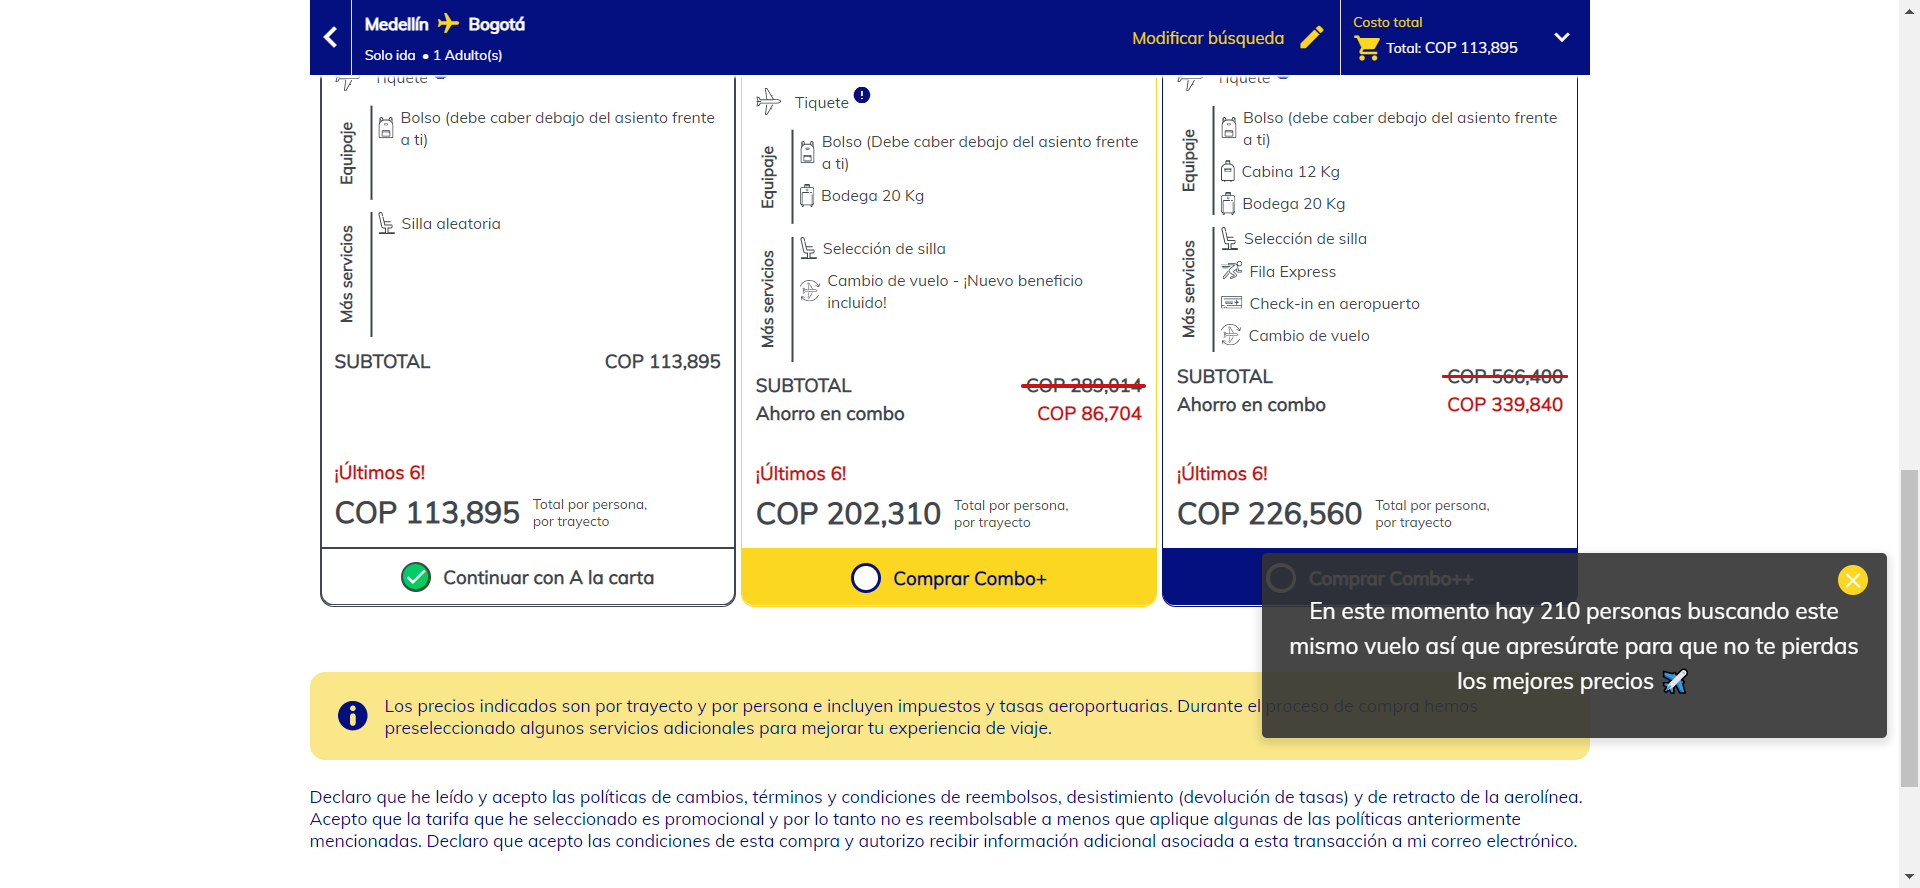 Medellín Bogotá
Solo ida • 1 Adulto(s)
Modificar búsqueda
Costo total
Total: COP 113,895
Tiquete
Equipaje
Bolso (debe caber debajo del asiento frente
a ti)
Más servicios
Silla aleatoria
SUBTOTAL COP 113,895
¡Últimos 6!
COP 113,895 Total por persona,
por trayecto
Continuar con A la carta
Tiquete
Equipaje
Bolso (Debe caber debajo del asiento frente
a ti)
Bodega 20 Kg
Más servicios
Selección de silla
Cambio de vuelo - ¡Nuevo beneficio
incluido!
SUBTOTAL COP 289,014
Ahorro en combo COP 86,704
¡Últimos 6!
COP 202,310 Total por persona,
por trayecto
Comprar Combo+
Tiquete
Equipaje
Bolso (debe caber debajo del asiento frente
a ti)
Cabina 12 Kg
Bodega 20 Kg
Más servicios
Selección de silla
Fila Express
Check-in en aeropuerto
Cambio de vuelo
SUBTOTAL COP 566,400
Ahorro en combo COP 339,840
¡Últimos 6!
COP 226,560 Total por persona,
por trayecto
Comprar Combo++
En este momento hay 210 personas buscando este
mismo vuelo así que apresúrate para que no te pierdas
los mejores precios
Los precios indicados son por trayecto y por persona e incluyen impuestos y tasas aeroportuarias. Durante el proceso de compra hemos
preseleccionado algunos servicios adicionales para mejorar tu experiencia de viaje.
Declaro que he leído y acepto las políticas de cambios, términos y condiciones de reembolsos, desistimiento (devolución de tasas) y de retracto de la aerolínea.
Acepto que la tarifa que he seleccionado es promocional y por lo tanto no es reembolsable a menos que aplique algunas de las políticas anteriormente
mencionadas. Declaro que acepto las condiciones de esta compra y autorizo recibir información adicional asociada a esta transacción a mi correo electrónico.